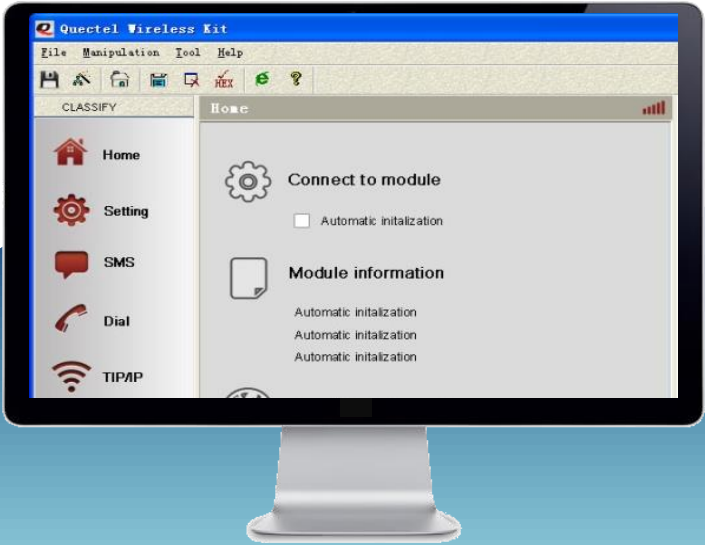 Quectel Wireless Kit
File Manipulation Tool Help
HEX
CLASSIFY
Home
Home
Setting
SMS
Dial
TIP/IP
Connect to module
Automatic initalization
Module information
Automatic initalization
Automatic initalization
Automatic initalization